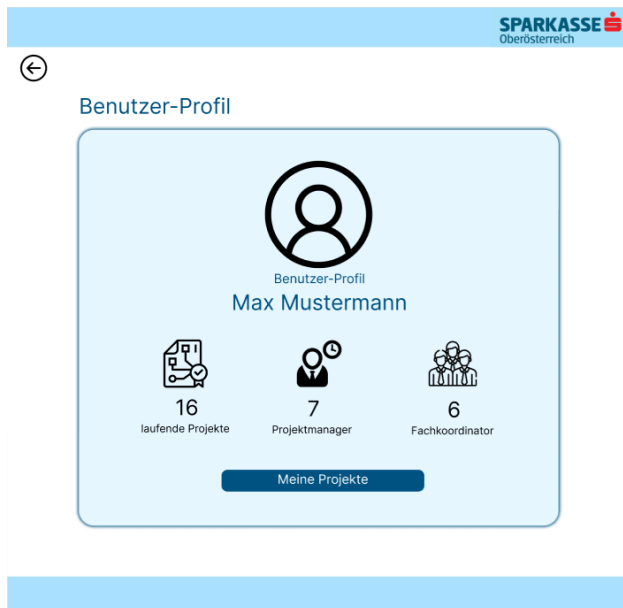 SPARKASSE
Oberösterreich
Benutzer-Profil
Benutzer-Profil
Max Mustermann
16
laufende Projekte
7
Projektmanager
6
Fachkoordinator
Meine Projekte